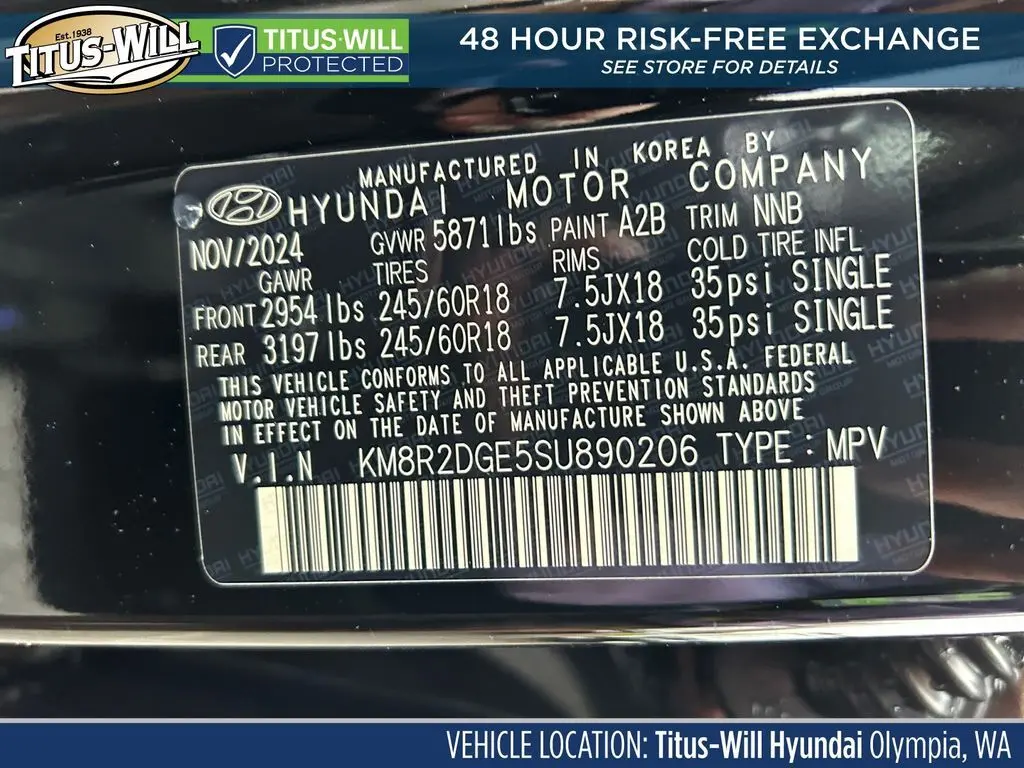 Est. 1938
TITUS-WILL
TITUS-WILL
PROTECTED
48 HOUR RISK-FREE EXCHANGE
SEE STORE FOR DETAILS
MANUFACTURED IN KOREA BY
HYUNDAI MOTOR COMPANY
NOV/2024 GVWR 5871lbs PAINT A2B TRIM NNB
GAWR TIRES RIMS COLD TIRE INFL
FRONT 2954 lbs 245/60R18 7.5JX18 35psi SINGLE
REAR 3197 lbs 245/60R18 7.5JX18 35psi SINGLE
THIS VEHICLE CONFORMS TO ALL APPLICABLE U.S.A. FEDERAL
MOTOR VEHICLE SAFETY AND THEFT PREVENTION STANDARDS
IN EFFECT ON THE DATE OF MANUFACTURE SHOWN ABOVE
V.I.N KM8R2DGE5SU890206 TYPE : MPV
VEHICLE LOCATION: Titus-Will Hyundai Olympia, WA